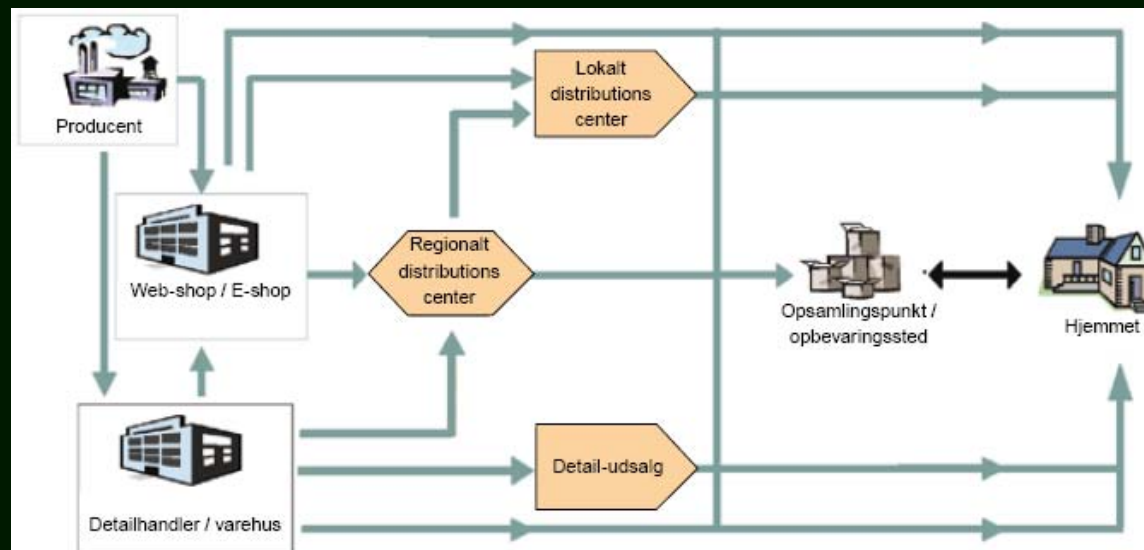 Producent
Lokalt
distributions
center
Web-shop / E-shop
Regionalt
distributions
center
Opsamlingspunkt /
opbevaringssted
Hjemmet
Detailhandler / varehus
Detail-udsalg